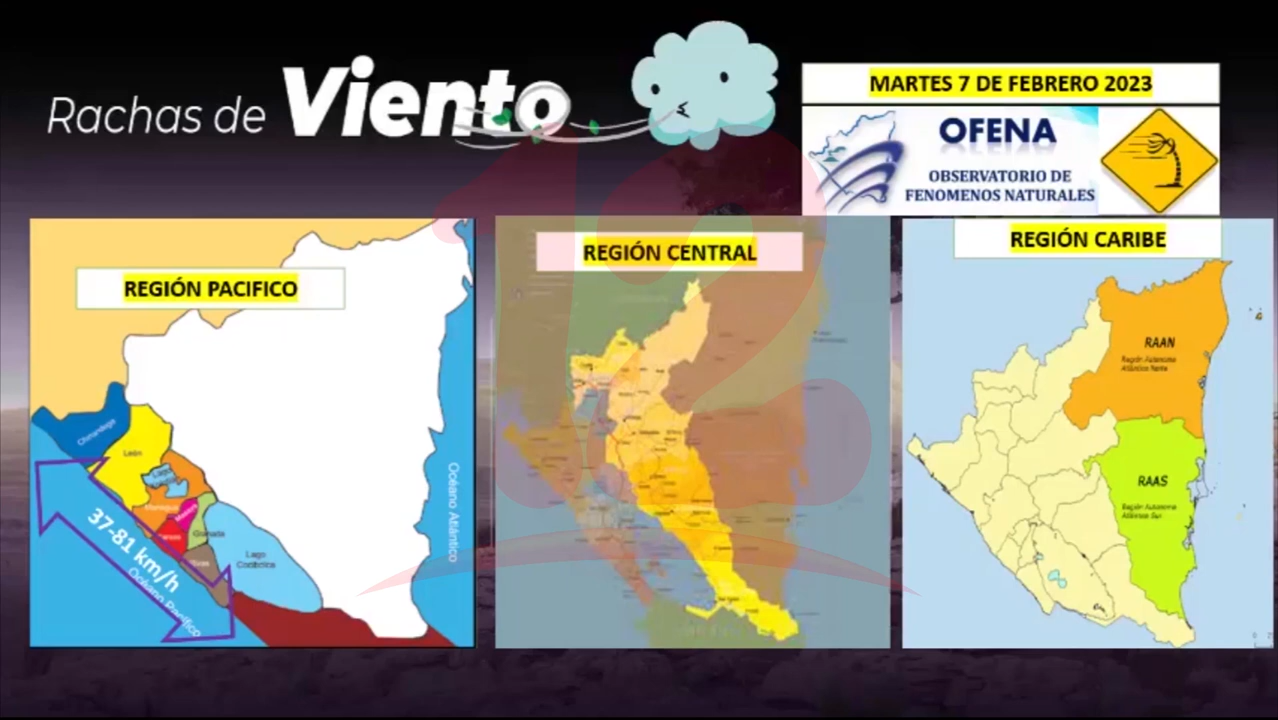 Rachas de Viento
MARTES 7 DE FEBRERO 2023
OFENA
OBSERVATORIO DE
FENOMENOS NATURALES
REGIÓN PACIFICO
Chinandega
León
Granada
Lago
Cocibolca
37-81 km/h
Océano Pacífico
Océano Atlántico
REGIÓN CENTRAL
REGIÓN CARIBE
RAAN
Región Autónoma
Atlántico Norte
RAAS
Región Autónoma
Atlántico Sur
12